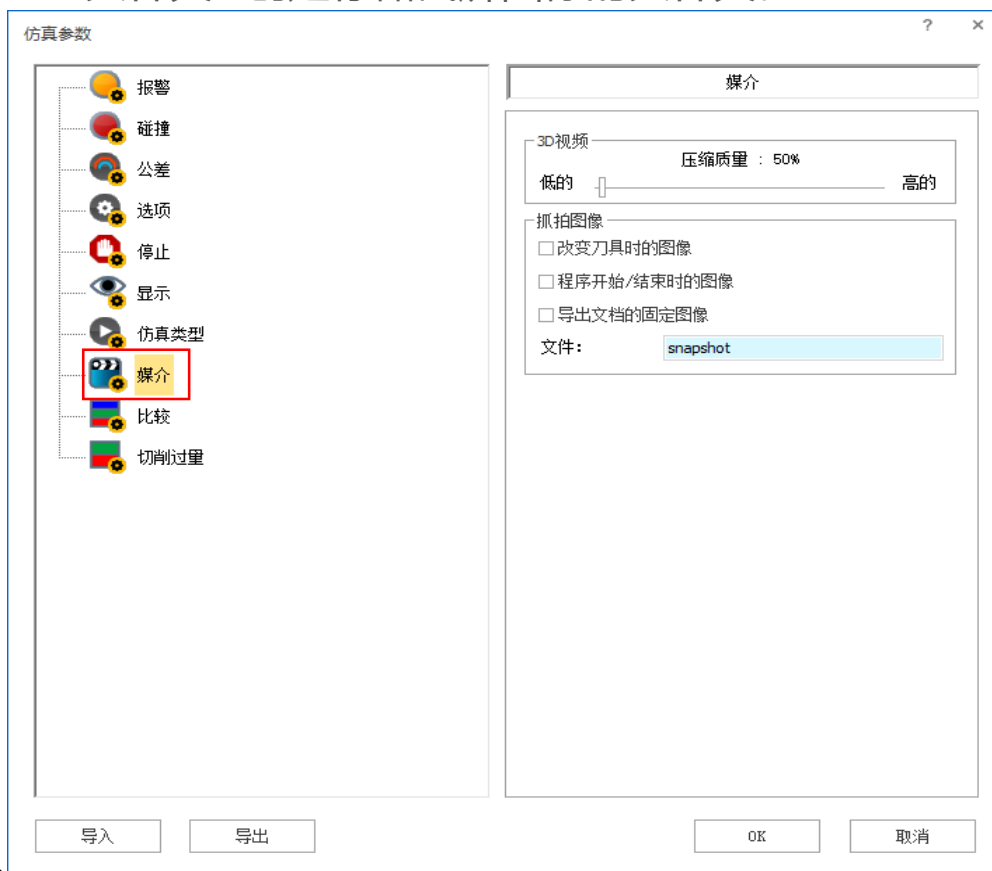 仿真参数
?
×
报警
碰撞
公差
选项
停止
显示
仿真类型
媒介
比较
切削过量
媒介
3D视频
压缩质量 : 50%
低的
高的
抓拍图像
改变刀具时的图像
程序开始/结束时的图像
导出文档的固定图像
文件: snapshot
导入
导出
OK
取消